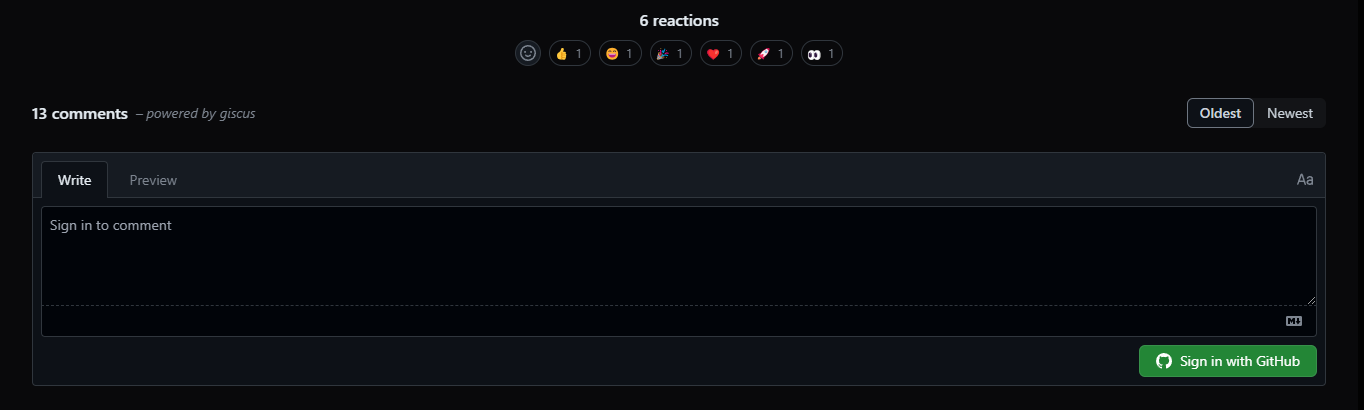 6 reactions
👍 1 😄 1 🎉 1 ❤️ 1 🚀 1 👀 1
13 comments – powered by giscus
Oldest Newest
Write Preview Aa
Sign in to comment
M↓
Sign in with GitHub